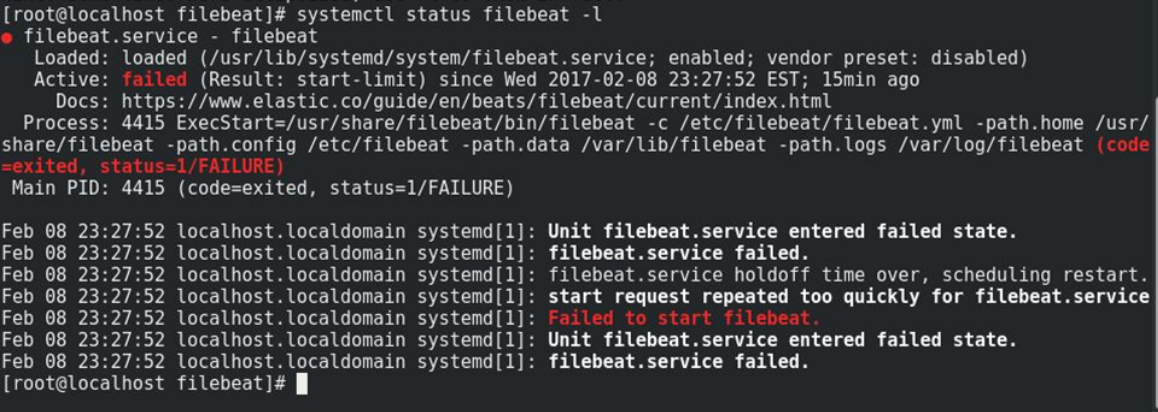 [root@localhost filebeat]# systemctl status filebeat -l
● filebeat.service - filebeat
   Loaded: loaded (/usr/lib/systemd/system/filebeat.service; enabled; vendor preset: disabled)
   Active: failed (Result: start-limit) since Wed 2017-02-08 23:27:52 EST; 15min ago
     Docs: https://www.elastic.co/guide/en/beats/filebeat/current/index.html
  Process: 4415 ExecStart=/usr/share/filebeat/bin/filebeat -c /etc/filebeat/filebeat.yml -path.home /usr/
share/filebeat -path.config /etc/filebeat -path.data /var/lib/filebeat -path.logs /var/log/filebeat (code
=exited, status=1/FAILURE)
 Main PID: 4415 (code=exited, status=1/FAILURE)
Feb 08 23:27:52 localhost.localdomain systemd[1]: Unit filebeat.service entered failed state.
Feb 08 23:27:52 localhost.localdomain systemd[1]: filebeat.service failed.
Feb 08 23:27:52 localhost.localdomain systemd[1]: filebeat.service holdoff time over, scheduling restart.
Feb 08 23:27:52 localhost.localdomain systemd[1]: start request repeated too quickly for filebeat.service
Feb 08 23:27:52 localhost.localdomain systemd[1]: Failed to start filebeat.
Feb 08 23:27:52 localhost.localdomain systemd[1]: Unit filebeat.service entered failed state.
Feb 08 23:27:52 localhost.localdomain systemd[1]: filebeat.service failed.
[root@localhost filebeat]#